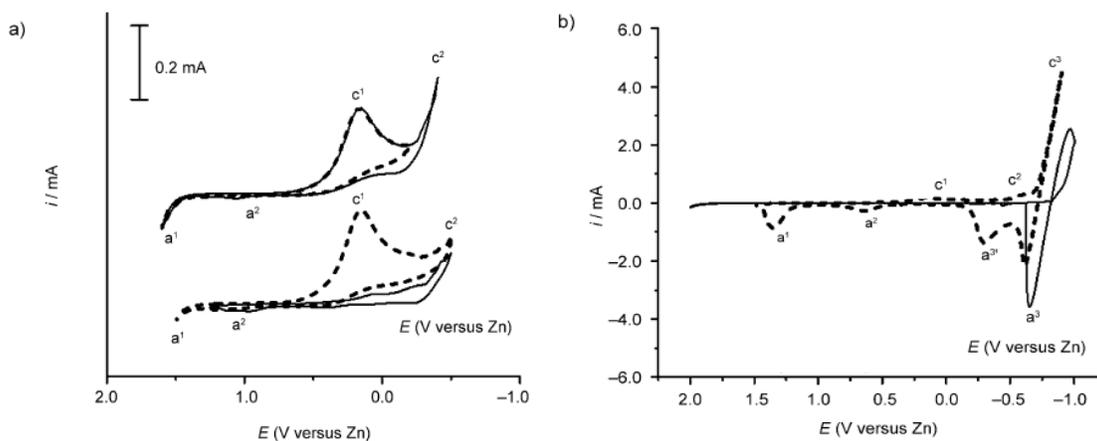 a)
0.2 mA
i / mA
c¹
c²
a¹
a²
c¹
c²
a¹
a²
E (V versus Zn)
2.0 1.0 0.0 −1.0
E (V versus Zn)
b)
6.0
4.0
2.0
0.0
−2.0
−4.0
−6.0
i / mA
c³
c¹
c²
a¹
a²
a³'
a³
E (V versus Zn)
2.0 1.5 1.0 0.5 0.0 −0.5 −1.0
E (V versus Zn)